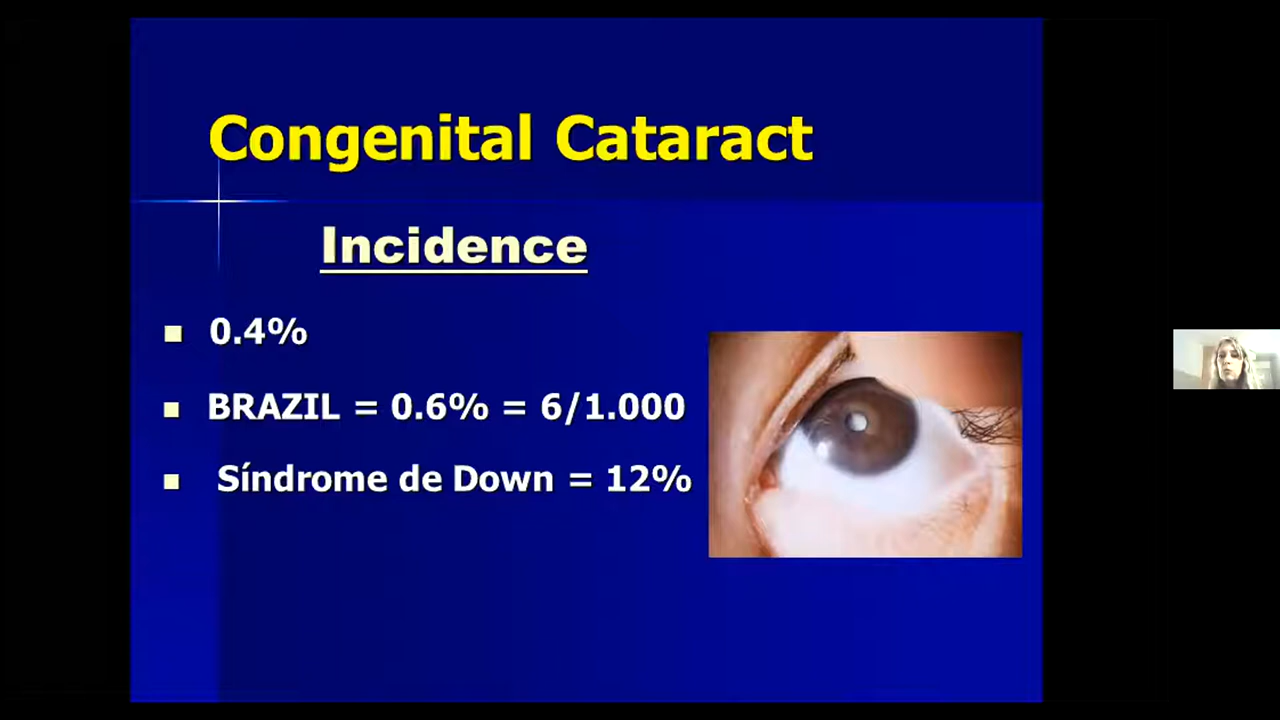 Congenital Cataract
Incidence
0.4%
BRAZIL = 0.6% = 6/1.000
Síndrome de Down = 12%